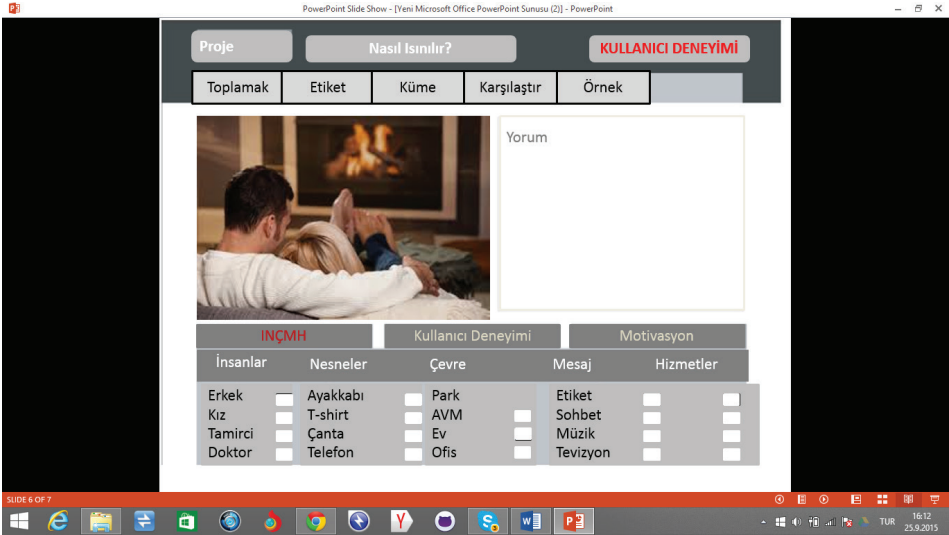 PowerPoint Slide Show - [Yeni Microsoft Office PowerPoint Sunusu (2)] - PowerPoint
Proje
Nasıl Isınılır?
KULLANICI DENEYİMİ
Toplamak Etiket Küme Karşılaştır Örnek
Yorum
INÇMH Kullanıcı Deneyimi Motivasyon
İnsanlar Nesneler Çevre Mesaj Hizmetler
Erkek Ayakkabı Park Etiket
Kız T-shirt AVM Sohbet
Tamirci Çanta Ev Müzik
Doktor Telefon Ofis Tevizyon
SLIDE 6 OF 7
TUR
16:12
25.9.2015